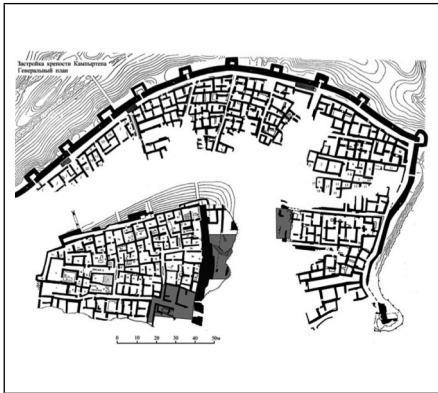 Застройка крепости Кампыртепа
Генеральный план
0 10 20 30 40 50м